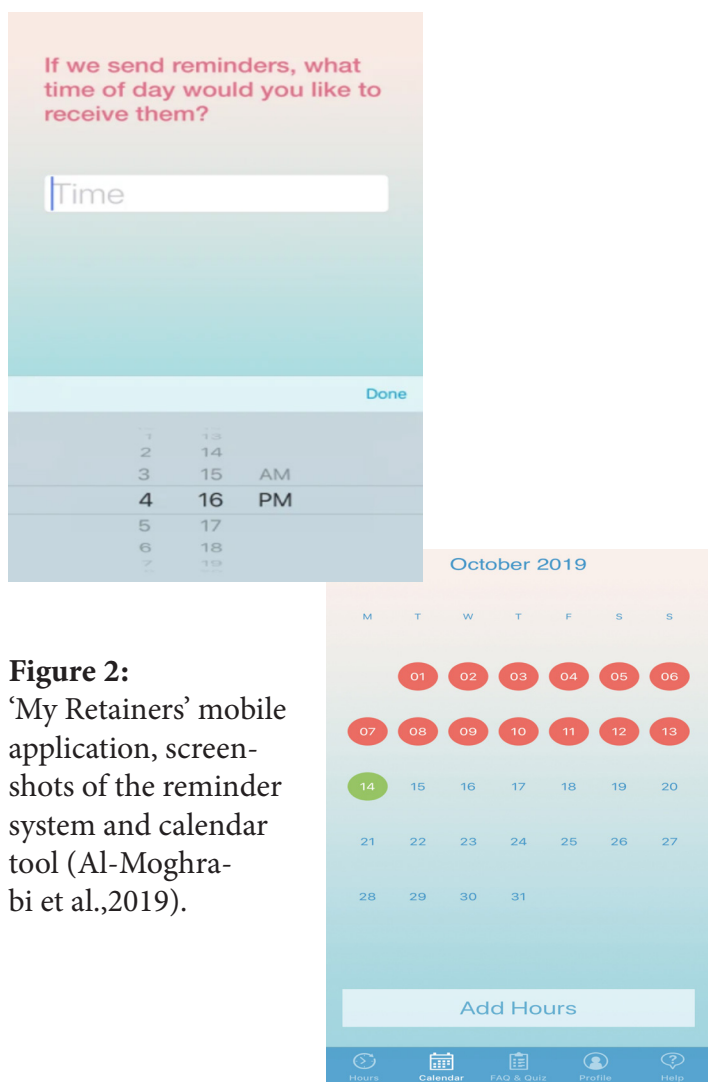 If we send reminders, what
time of day would you like to
receive them?
Time
Done
1 13
2 14
3 15 AM
4 16 PM
5 17
6 18
7 19
Figure 2:
'My Retainers' mobile
application, screen-
shots of the reminder
system and calendar
tool (Al-Moghra-
bi et al.,2019).
October 2019
M T W T F S S
01 02 03 04 05 06
07 08 09 10 11 12 13
14 15 16 17 18 19 20
21 22 23 24 25 26 27
28 29 30 31
Add Hours
Hours Calendar FAQ & Quiz Profile Help